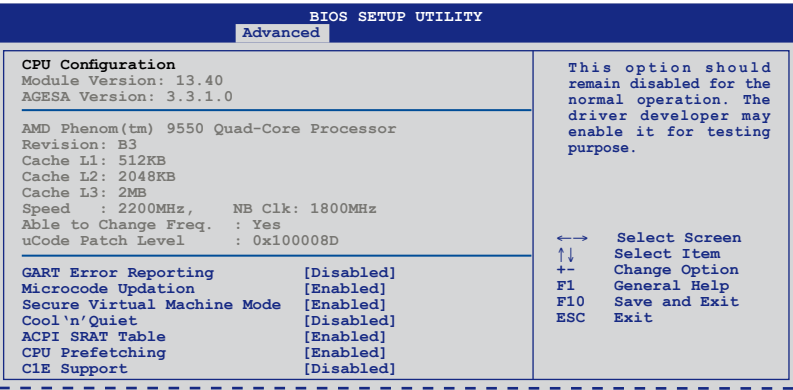 BIOS SETUP UTILITY
Advanced
CPU Configuration
Module Version: 13.40
AGESA Version: 3.3.1.0
AMD Phenom(tm) 9550 Quad-Core Processor
Revision: B3
Cache L1: 512KB
Cache L2: 2048KB
Cache L3: 2MB
Speed : 2200MHz, NB Clk: 1800MHz
Able to Change Freq. : Yes
uCode Patch Level : 0x100008D
GART Error Reporting [Disabled]
Microcode Updation [Enabled]
Secure Virtual Machine Mode [Enabled]
Cool‘n’Quiet [Disabled]
ACPI SRAT Table [Enabled]
CPU Prefetching [Enabled]
C1E Support [Disabled]
This option should
remain disabled for the
normal operation. The
driver developer may
enable it for testing
purpose.
←→ Select Screen
↑↓ Select Item
+- Change Option
F1 General Help
F10 Save and Exit
ESC Exit